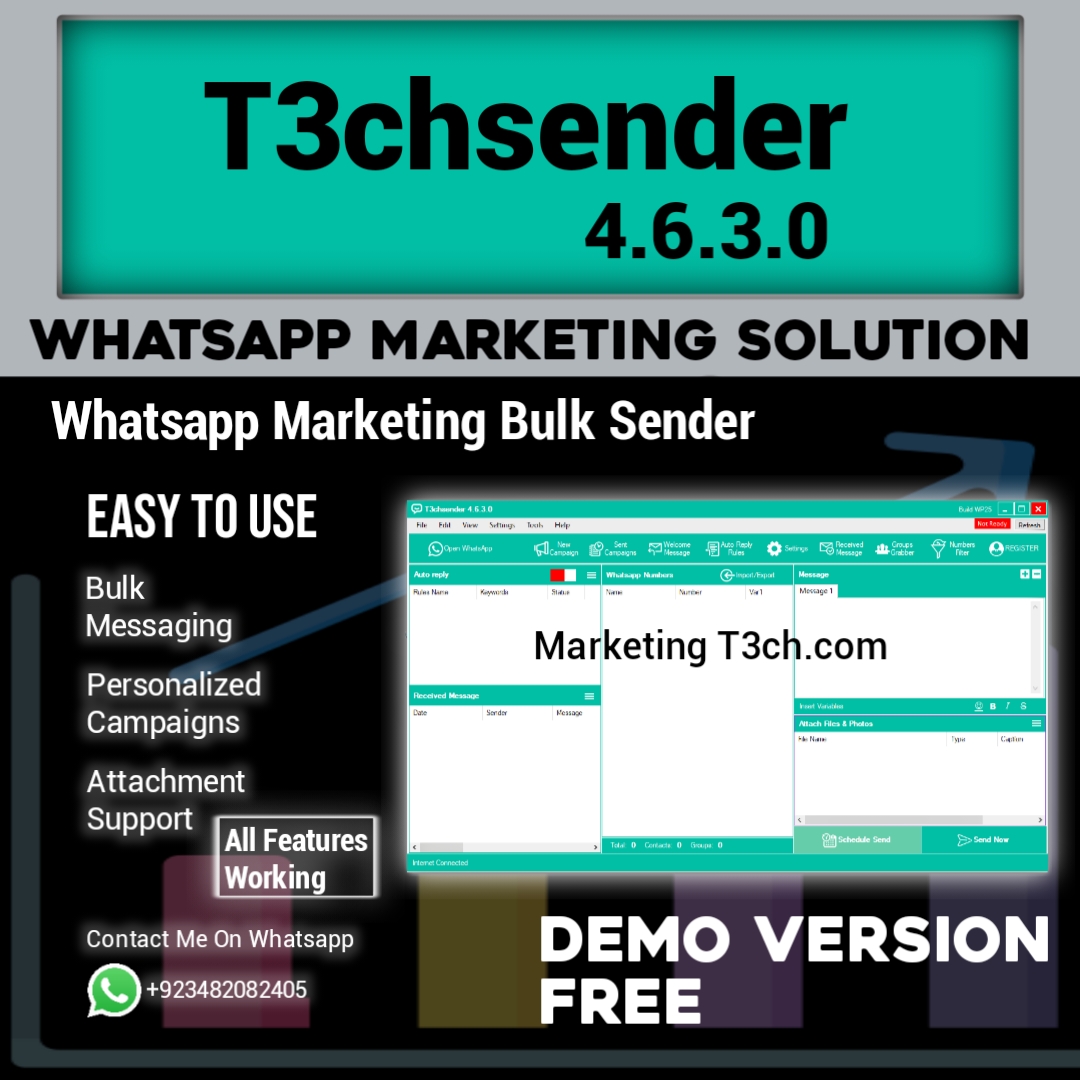 T3chsender
4.6.3.0
WHATSAPP MARKETING SOLUTION
Whatsapp Marketing Bulk Sender
EASY TO USE
Bulk
Messaging
Personalized
Campaigns
Attachment
Support
All Features
Working
Contact Me On Whatsapp
+923482082405
T3chsender 4.6.3.0
Build WP25
File Edit View Settings Tools Help
Not Ready Refresh
Open WhatsApp
New
Campaign
Sent
Campaigns
Welcome
Message
Auto Reply
Rules
Settings
Received
Message
Groups
Grabber
Numbers
Filter
REGISTER
Auto reply
Rules Name Keywords Status
Received Message
Date Sender Message
Whatsapp Numbers Import/Export
Name Number Var1
Total: 0 Contacts: 0 Groups: 0
Message
Message 1
Marketing T3ch.com
Insert Variables
B I S
Attach Files & Photos
File Name Type Caption
Schedule Send Send Now
Internet Connected
DEMO VERSION
FREE